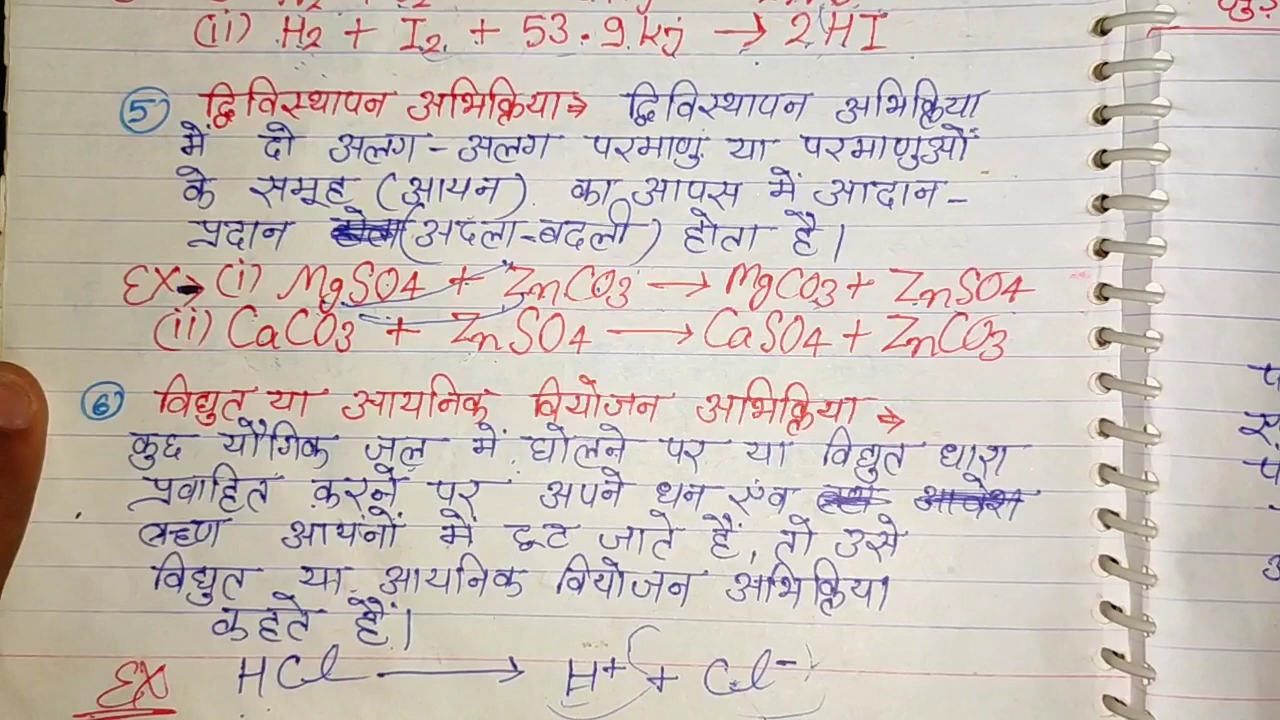 (ii) H2 + I2 + 53.9 kj → 2HI
5 द्विविस्थापन अभिक्रिया⇒ द्विविस्थापन अभिक्रिया
में दो अलग-अलग परमाणु या परमाणुओं
के समूह (आयन) का आपस में आदान-
प्रदान (अदला-बदली) होता है।
EX→ (i) MgSO4 + ZnCO3 → MgCO3 + ZnSO4
(ii) CaCO3 + ZnSO4 → CaSO4 + ZnCO3
6 विद्युत या आयनिक वियोजन अभिक्रिया ⇒
कुछ यौगिक जल में घोलने पर या विद्युत धारा
प्रवाहित करने पर अपने धन एंव
ऋण आयनों में टूट जाते हैं, तो उसे
विद्युत या आयनिक वियोजन अभिक्रिया
कहते हैं।
EX HCl → H+ + Cl-